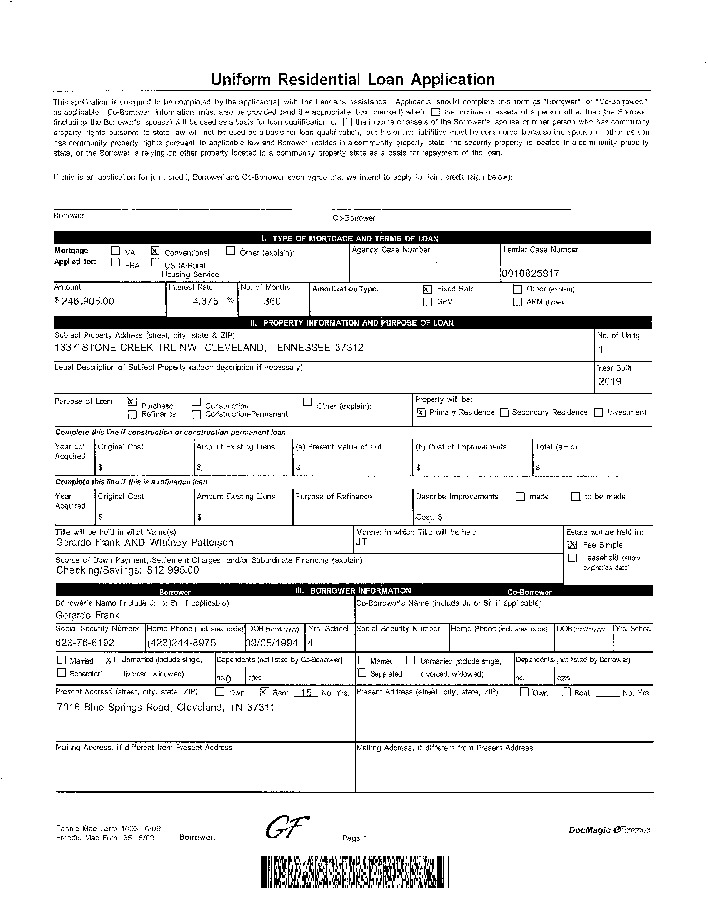 Uniform Residential Loan Application
This application is designed to be completed by the applicant(s) with the Lender's assistance. Applicants should complete this form as "Borrower" or "Co-Borrower,"
as applicable. Co-Borrower information must also be provided (and the appropriate box checked) when the income or assets of a person other than the Borrower
(including the Borrower's spouse) will be used as a basis for loan qualification or the income or assets of the Borrower's spouse or other person who has community
property rights pursuant to state law will not be used as a basis for loan qualification, but his or her liabilities must be considered because the spouse or other person
has community property rights pursuant to applicable law and Borrower resides in a community property state, the security property is located in a community property
state, or the Borrower is relying on other property located in a community property state as a basis for repayment of the loan.
If this is an application for joint credit, Borrower and Co-Borrower each agree that we intend to apply for joint credit (sign below):
Borrower Co-Borrower
I. TYPE OF MORTGAGE AND TERMS OF LOAN
Mortgage VA X Conventional Other (explain): Agency Case Number Lender Case Number
Applied for: FHA USDA/Rural
Housing Service
Amount Interest Rate No. of Months Amortization Type: X Fixed Rate Other (explain)
$ 4.375 % 360 GPM ARM (type):
II. PROPERTY INFORMATION AND PURPOSE OF LOAN
Subject Property Address (street, city, state & ZIP) No. of Units
1337 STONE CREEK TRL NW, CLEVELAND, TENNESSEE 37312 1
Legal Description of Subject Property (attach description if necessary) Year Built
2019
Purpose of Loan X Purchase Construction Other (explain): Property will be:
Refinance Construction-Permanent X Primary Residence Secondary Residence Investment
Complete this line if construction or construction-permanent loan.
Year Lot Acquired Original Cost Amount Existing Liens (a) Present Value of Lot (b) Cost of Improvements Total (a + b)
$ $ $ $ $
Complete this line if this is a refinance loan.
Year Acquired Original Cost Amount Existing Liens Purpose of Refinance Describe Improvements made to be made
$ $ Cost: $
Title will be held in what Name(s) Manner in which Title will be held Estate will be held in:
Gerardo Frank AND Whitney Patterson JT X Fee Simple
Source of Down Payment, Settlement Charges, and/or Subordinate Financing (explain) Leasehold (show expiration date)
Checking/Savings: $12,995.00
Borrower III. BORROWER INFORMATION Co-Borrower
Borrower's Name (include Jr. or Sr. if applicable) Co-Borrower's Name (include Jr. or Sr. if applicable)
Gerardo Frank
Social Security Number Home Phone (incl. area code) DOB (mm/dd/yyyy) Yrs. School Social Security Number Home Phone (incl. area code) DOB (mm/dd/yyyy) Yrs. School
(423)244-8975 4
Married X Unmarried (include single, Dependents (not listed by Co-Borrower) Married Unmarried (include single, Dependents (not listed by Borrower)
Separated divorced, widowed) no. 0 ages Separated divorced, widowed) no. ages
Present Address (street, city, state, ZIP) Own X Rent 15 No. Yrs. Present Address (street, city, state, ZIP) Own Rent No. Yrs.
7916 Blue Springs Road, Cleveland, TN 37311
Mailing Address, if different from Present Address Mailing Address, if different from Present Address
Fannie Mae Form 1003
Freddie Mac Form 65 Borrower: GF Page 1 DocMagic eForms